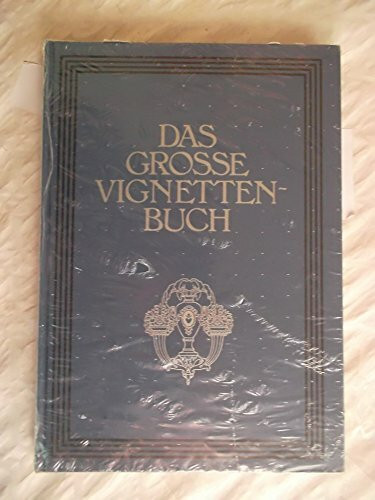 DAS
GROSSE
VIGNETTEN-
BUCH